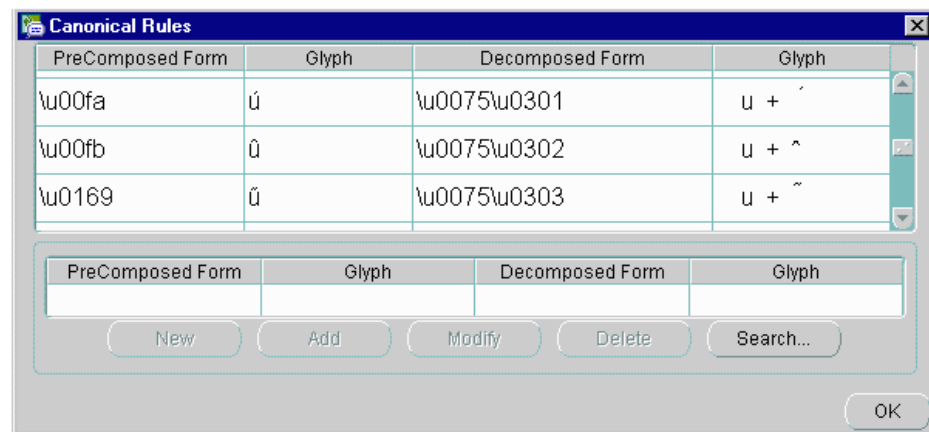 Canonical Rules
PreComposed Form Glyph Decomposed Form Glyph
\u00fa ú \u0075\u0301 u + ´
\u00fb û \u0075\u0302 u + ^
\u0169 ũ \u0075\u0303 u + ˜
PreComposed Form Glyph Decomposed Form Glyph
New Add Modify Delete Search...
OK